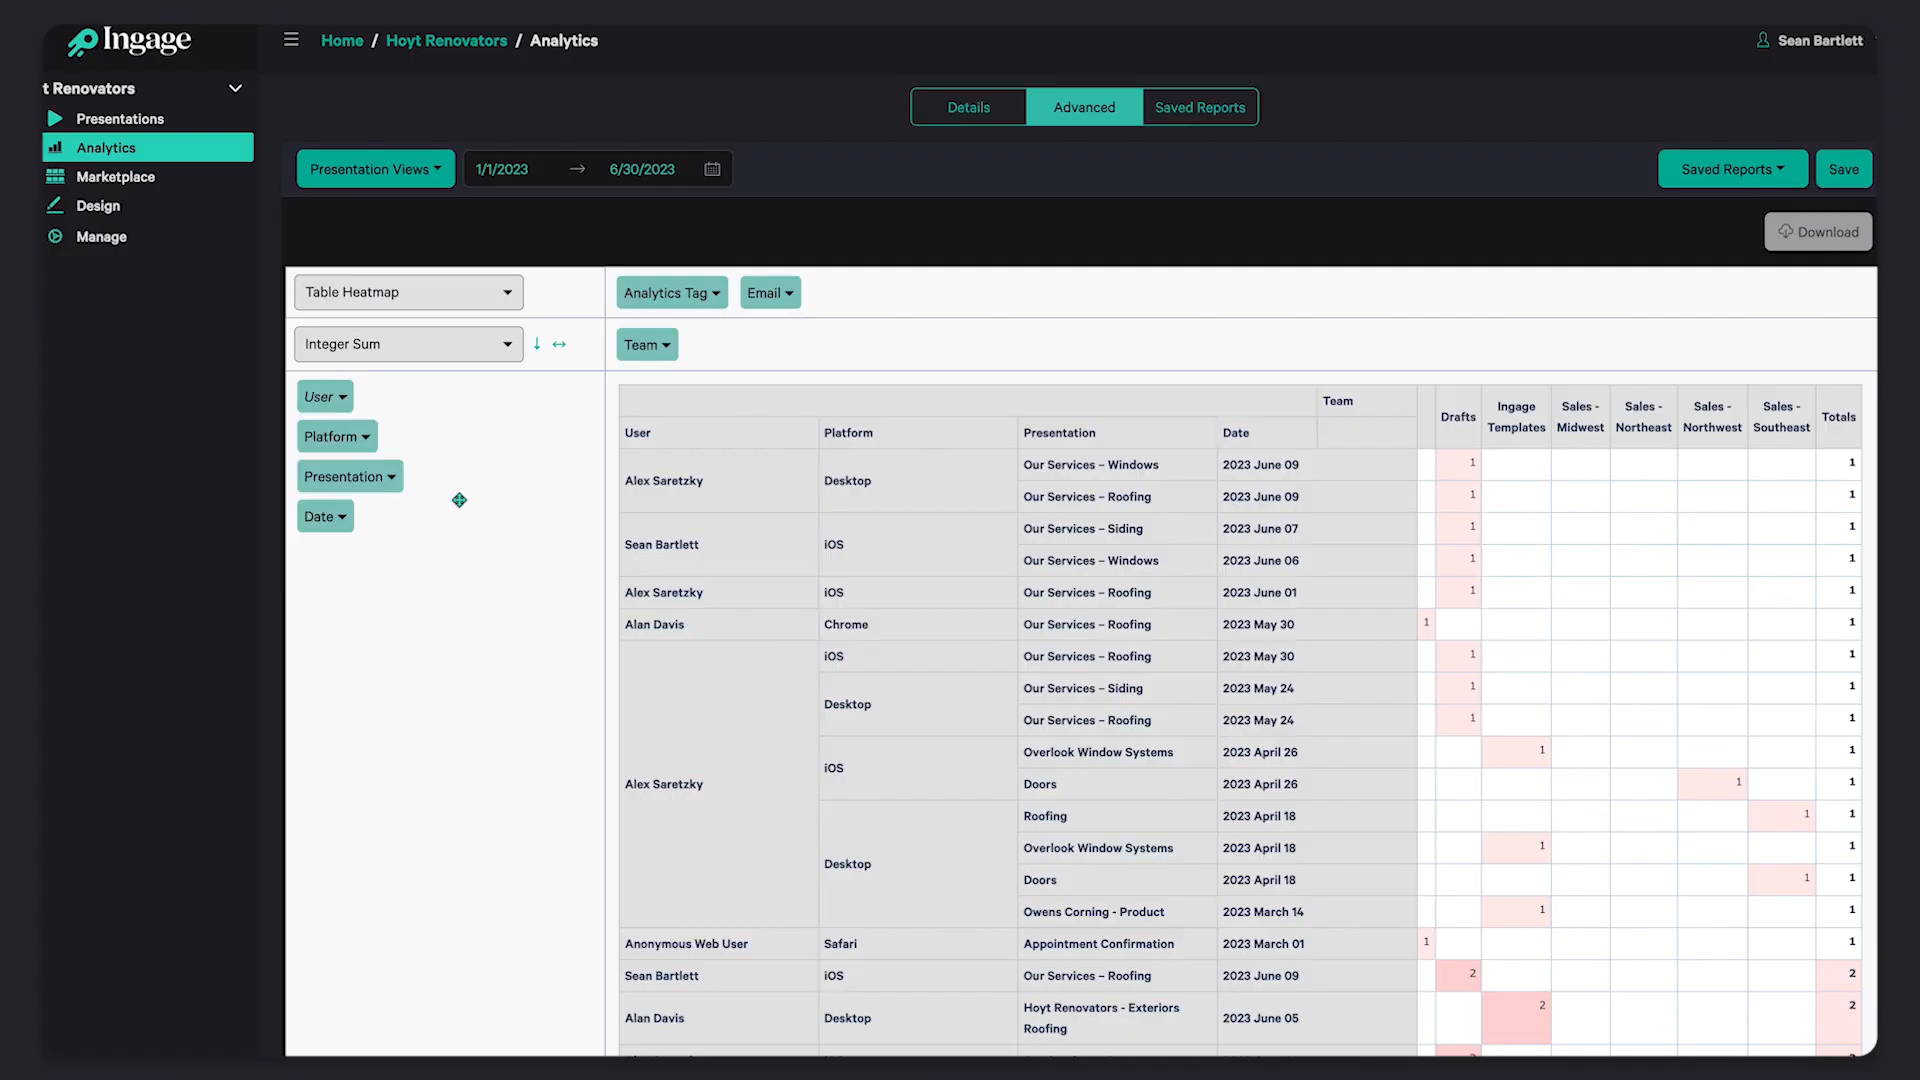 Ingage
Home / Hoyt Renovators / Analytics
Sean Bartlett
t Renovators
Presentations
Analytics
Marketplace
Design
Manage
Details
Advanced
Saved Reports
Presentation Views
1/1/2023 → 6/30/2023
Saved Reports
Save
Download
Table Heatmap
Analytics Tag
Email
Integer Sum
Team
User
Platform
Presentation
Date
Team Drafts Ingage Templates Sales - Midwest Sales - Northeast Sales - Northwest Sales - Southeast Totals
User Platform Presentation Date
Alex Saretzky Desktop Our Services – Windows 2023 June 09 1 1
Our Services – Roofing 2023 June 09 1 1
Sean Bartlett iOS Our Services – Siding 2023 June 07 1 1
Our Services – Windows 2023 June 06 1 1
Alex Saretzky iOS Our Services – Roofing 2023 June 01 1 1
Alan Davis Chrome Our Services – Roofing 2023 May 30 1 1
Alex Saretzky iOS Our Services – Roofing 2023 May 30 1 1
Desktop Our Services – Siding 2023 May 24 1 1
Our Services – Roofing 2023 May 24 1 1
iOS Overlook Window Systems 2023 April 26 1 1
Doors 2023 April 26 1 1
Desktop Roofing 2023 April 18 1 1
Overlook Window Systems 2023 April 18 1 1
Doors 2023 April 18 1 1
Owens Corning - Product 2023 March 14 1 1
Anonymous Web User Safari Appointment Confirmation 2023 March 01 1 1
Sean Bartlett iOS Our Services – Roofing 2023 June 09 2 2
Alan Davis Desktop Hoyt Renovators - Exteriors Roofing 2023 June 05 2 2